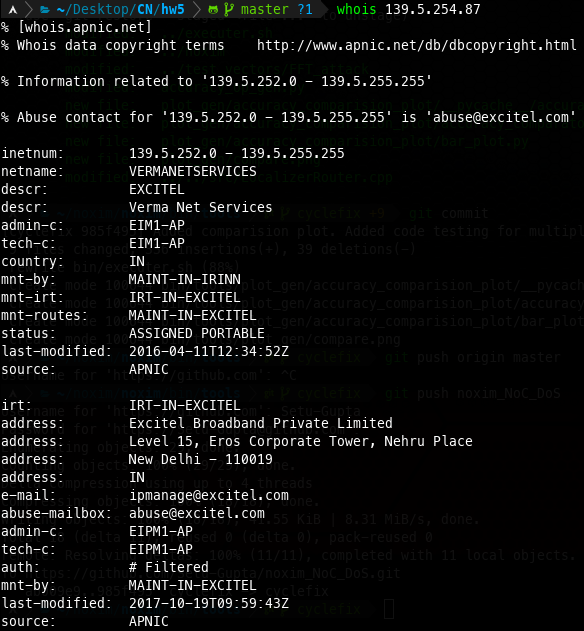 ~/Desktop/CN/hw5 master ?1 whois 139.5.254.87
% [whois.apnic.net]
% Whois data copyright terms    http://www.apnic.net/db/dbcopyright.html
% Information related to '139.5.252.0 - 139.5.255.255'
% Abuse contact for '139.5.252.0 - 139.5.255.255' is 'abuse@excitel.com'
inetnum:        139.5.252.0 - 139.5.255.255
netname:        VERMANETSERVICES
descr:          EXCITEL
descr:          Verma Net Services
admin-c:        EIM1-AP
tech-c:         EIM1-AP
country:        IN
mnt-by:         MAINT-IN-IRINN
mnt-irt:        IRT-IN-EXCITEL
mnt-routes:     MAINT-IN-EXCITEL
status:         ASSIGNED PORTABLE
last-modified:  2016-04-11T12:34:52Z
source:         APNIC
irt:            IRT-IN-EXCITEL
address:        Excitel Broadband Private Limited
address:        Level 15, Eros Corporate Tower, Nehru Place
address:        New Delhi - 110019
address:        IN
e-mail:         ipmanage@excitel.com
abuse-mailbox:  abuse@excitel.com
admin-c:        EIPM1-AP
tech-c:         EIPM1-AP
auth:           # Filtered
mnt-by:         MAINT-IN-EXCITEL
last-modified:  2017-10-19T09:59:43Z
source:         APNIC